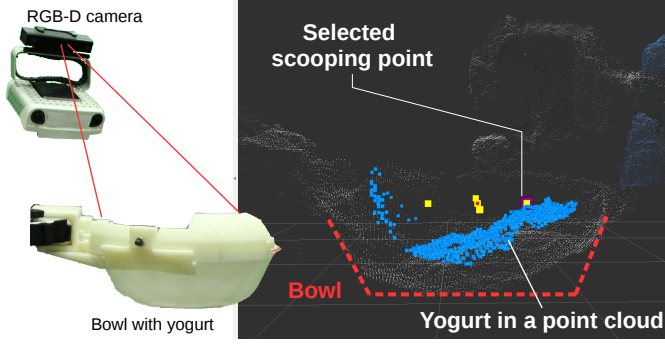 RGB-D camera
Selected
scooping point
Bowl
Bowl with yogurt
Yogurt in a point cloud